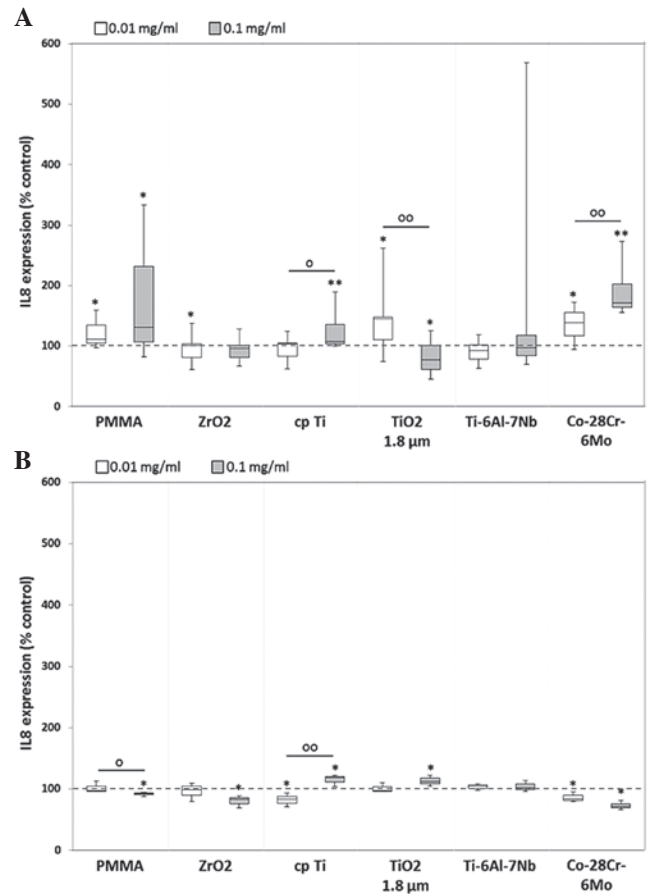 A
0.01 mg/ml 0.1 mg/ml
IL8 expression (% control)
600
500
400
300
200
100
0
* * * o ** * oo * * oo **
PMMA ZrO2 cp Ti TiO2 Ti-6Al-7Nb Co-28Cr-
1.8 µm 6Mo
B
0.01 mg/ml 0.1 mg/ml
IL8 expression (% control)
600
500
400
300
200
100
0
o * * * oo * * * *
PMMA ZrO2 cp Ti TiO2 Ti-6Al-7Nb Co-28Cr-
1.8 µm 6Mo